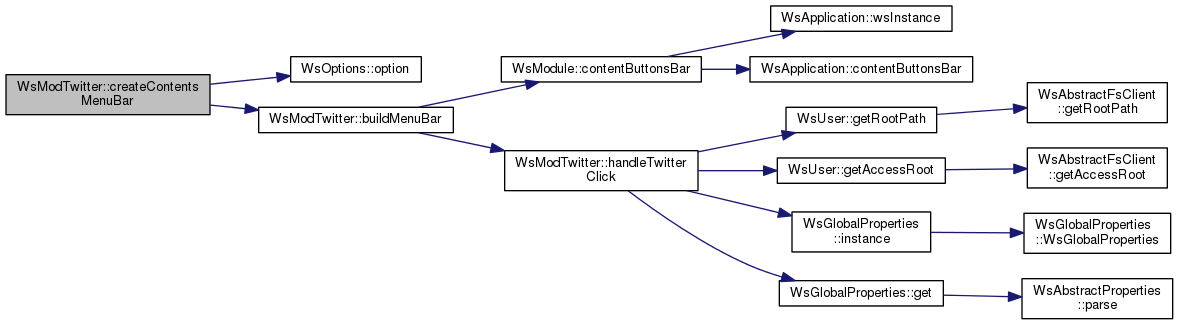 WsModTwitter::createContents
MenuBar
WsOptions::option
WsModTwitter::buildMenuBar
WsModule::contentButtonsBar
WsModTwitter::handleTwitter
Click
WsApplication::wsInstance
WsApplication::contentButtonsBar
WsUser::getRootPath
WsUser::getAccessRoot
WsGlobalProperties
::instance
WsGlobalProperties::get
WsAbstractFsClient
::getRootPath
WsAbstractFsClient
::getAccessRoot
WsGlobalProperties
::WsGlobalProperties
WsAbstractProperties
::parse